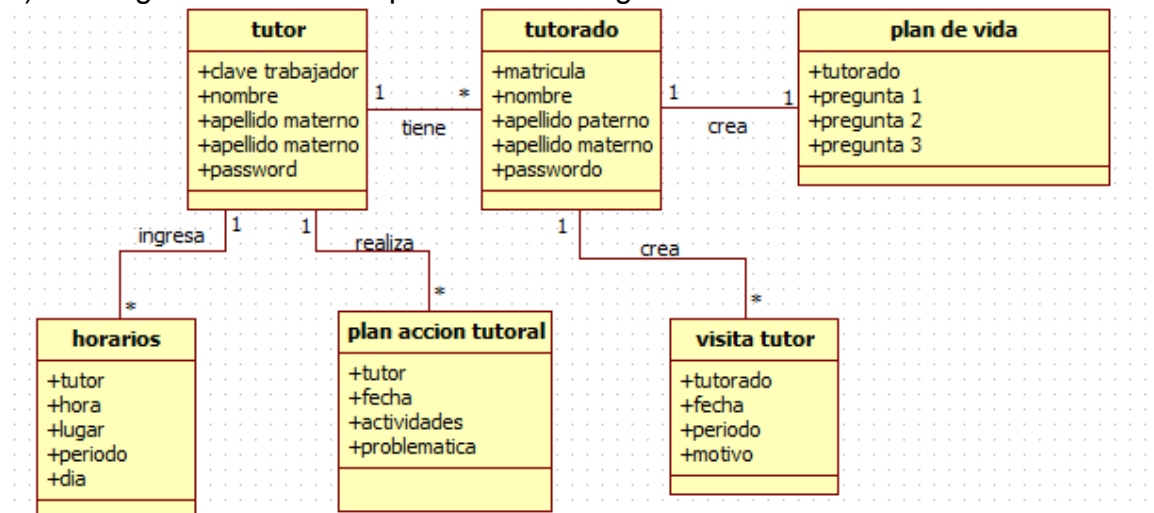 tutor
+clave trabajador
+nombre
+apellido materno
+apellido materno
+password
1
*
tiene
tutorado
+matricula
+nombre
+apellido paterno
+apellido materno
+passwordo
1
1
crea
plan de vida
+tutorado
+pregunta 1
+pregunta 2
+pregunta 3
ingresa
1
*
1
realiza
*
1
crea
*
horarios
+tutor
+hora
+lugar
+periodo
+dia
plan accion tutoral
+tutor
+fecha
+actividades
+problematica
visita tutor
+tutorado
+fecha
+periodo
+motivo